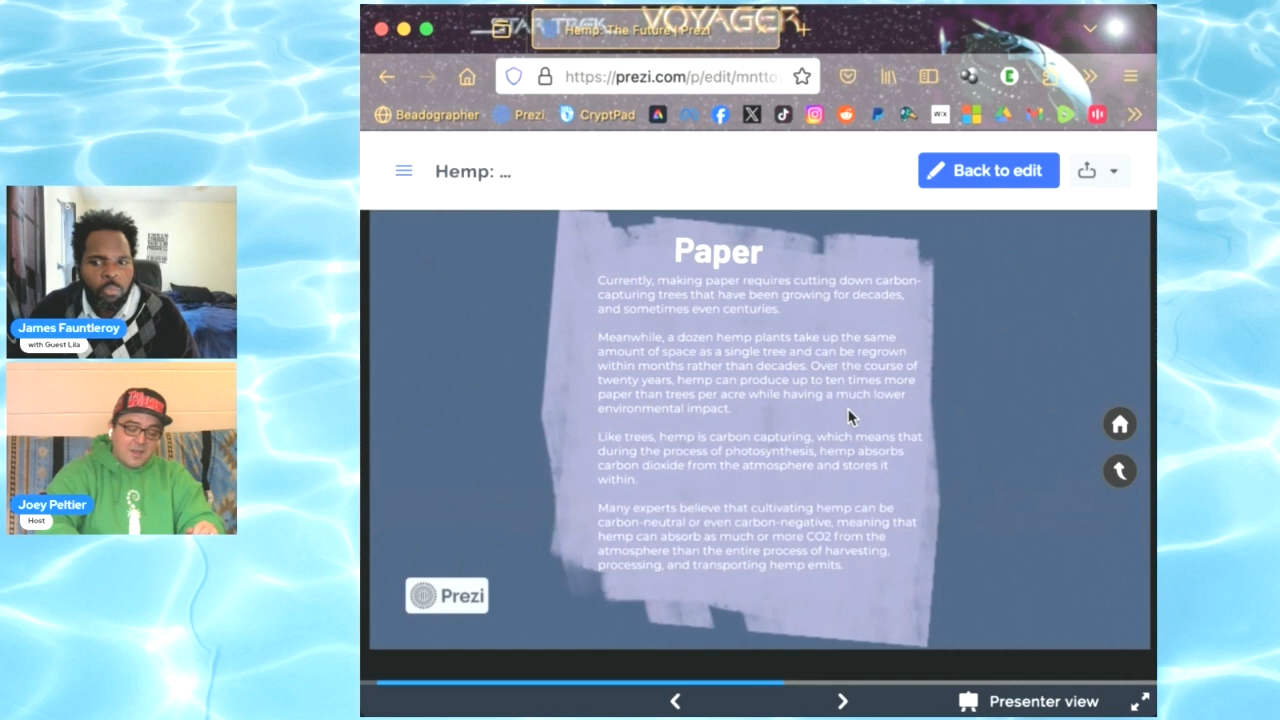 STAR TREK VOYAGER
Hemp: The Future | Prezi
https://prezi.com/p/edit/mntto
Beadographer Prezi CryptPad
WIX
Hemp: ...
Back to edit
Paper
Currently, making paper requires cutting down carbon-
capturing trees that have been growing for decades,
and sometimes even centuries.
Meanwhile, a dozen hemp plants take up the same
amount of space as a single tree and can be regrown
within months rather than decades. Over the course of
twenty years, hemp can produce up to ten times more
paper than trees per acre while having a much lower
environmental impact.
Like trees, hemp is carbon capturing, which means that
during the process of photosynthesis, hemp absorbs
carbon dioxide from the atmosphere and stores it
within.
Many experts believe that cultivating hemp can be
carbon-neutral or even carbon-negative, meaning that
hemp can absorb as much or more CO2 from the
atmosphere than the entire process of harvesting,
processing, and transporting hemp emits.
Prezi
Presenter view
James Fauntleroy
with Guest Lila
Joey Peltier
Host